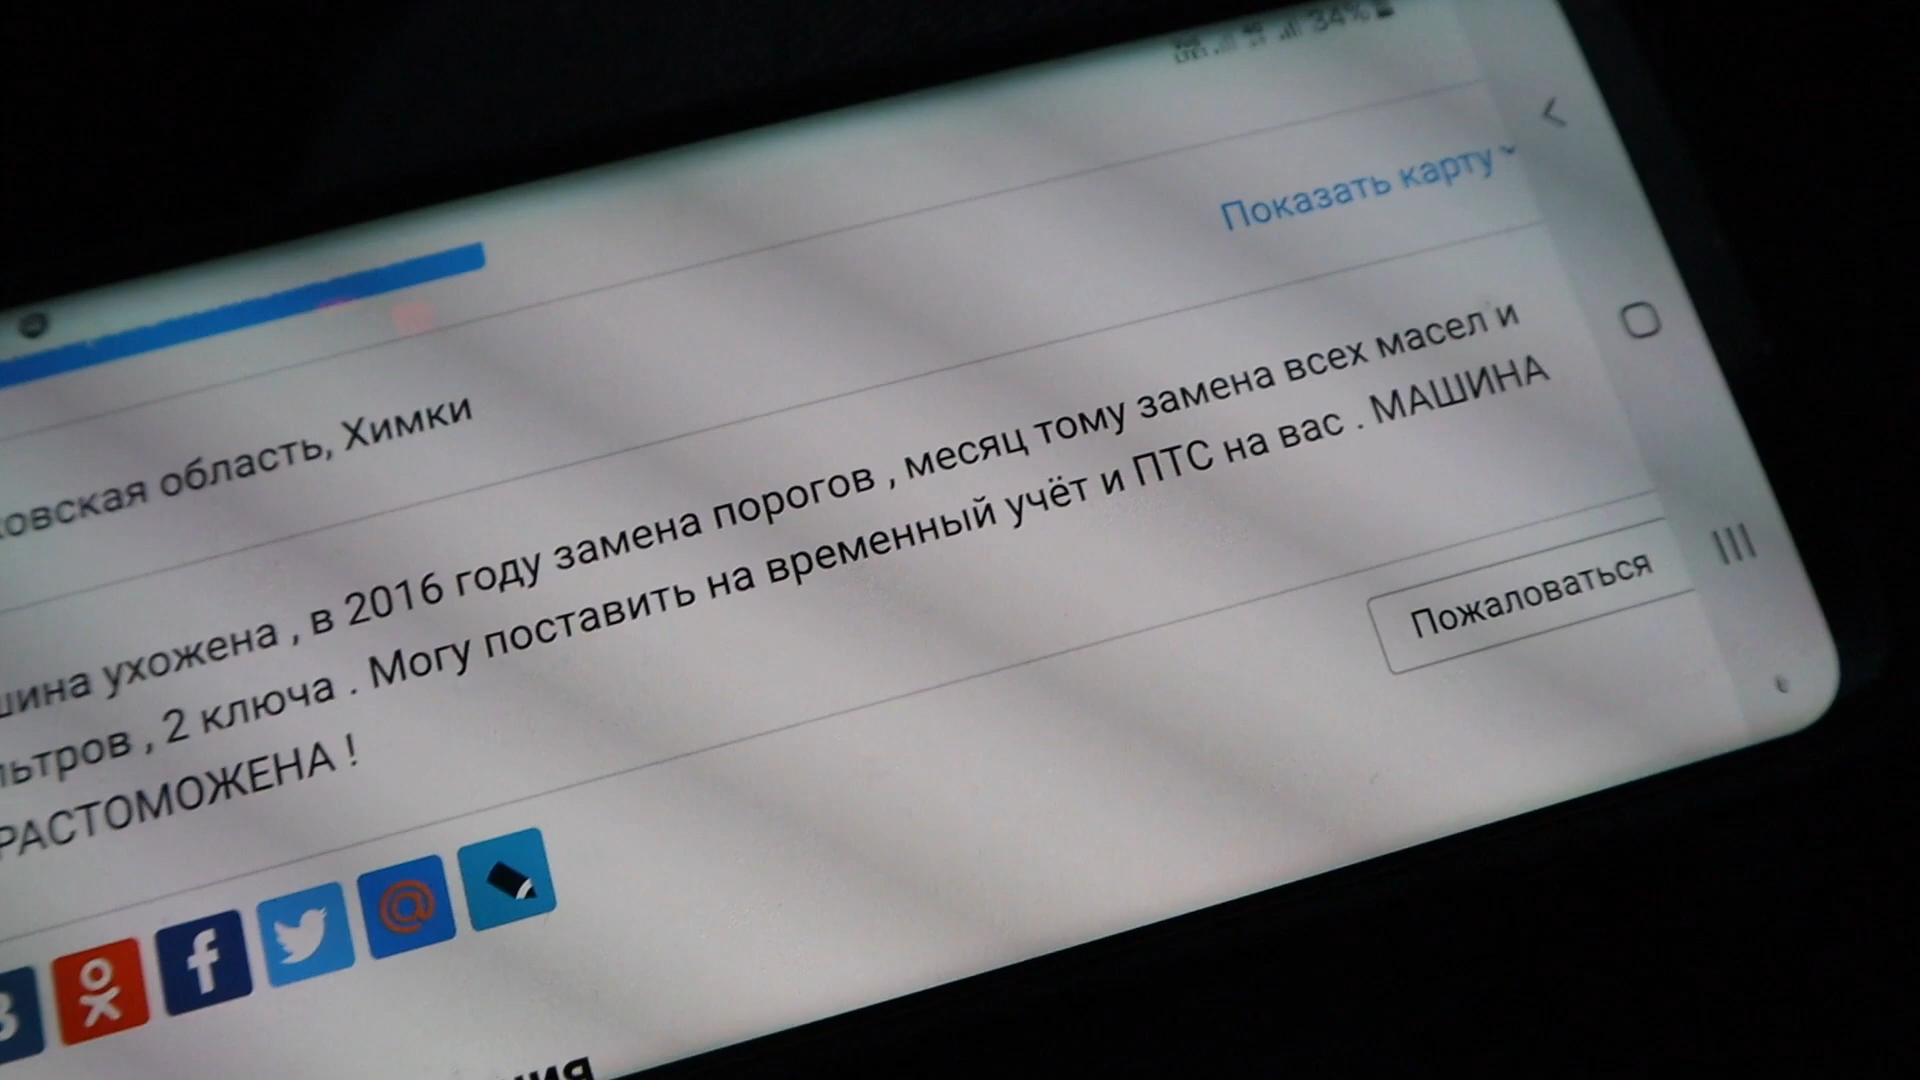 34%
Показать карту
овская область, Химки
шина ухожена , в 2016 году замена порогов , месяц тому замена всех масел и
льтров , 2 ключа . Могу поставить на временный учёт и ПТС на вас . МАШИНА
РАСТОМОЖЕНА !
Пожаловаться